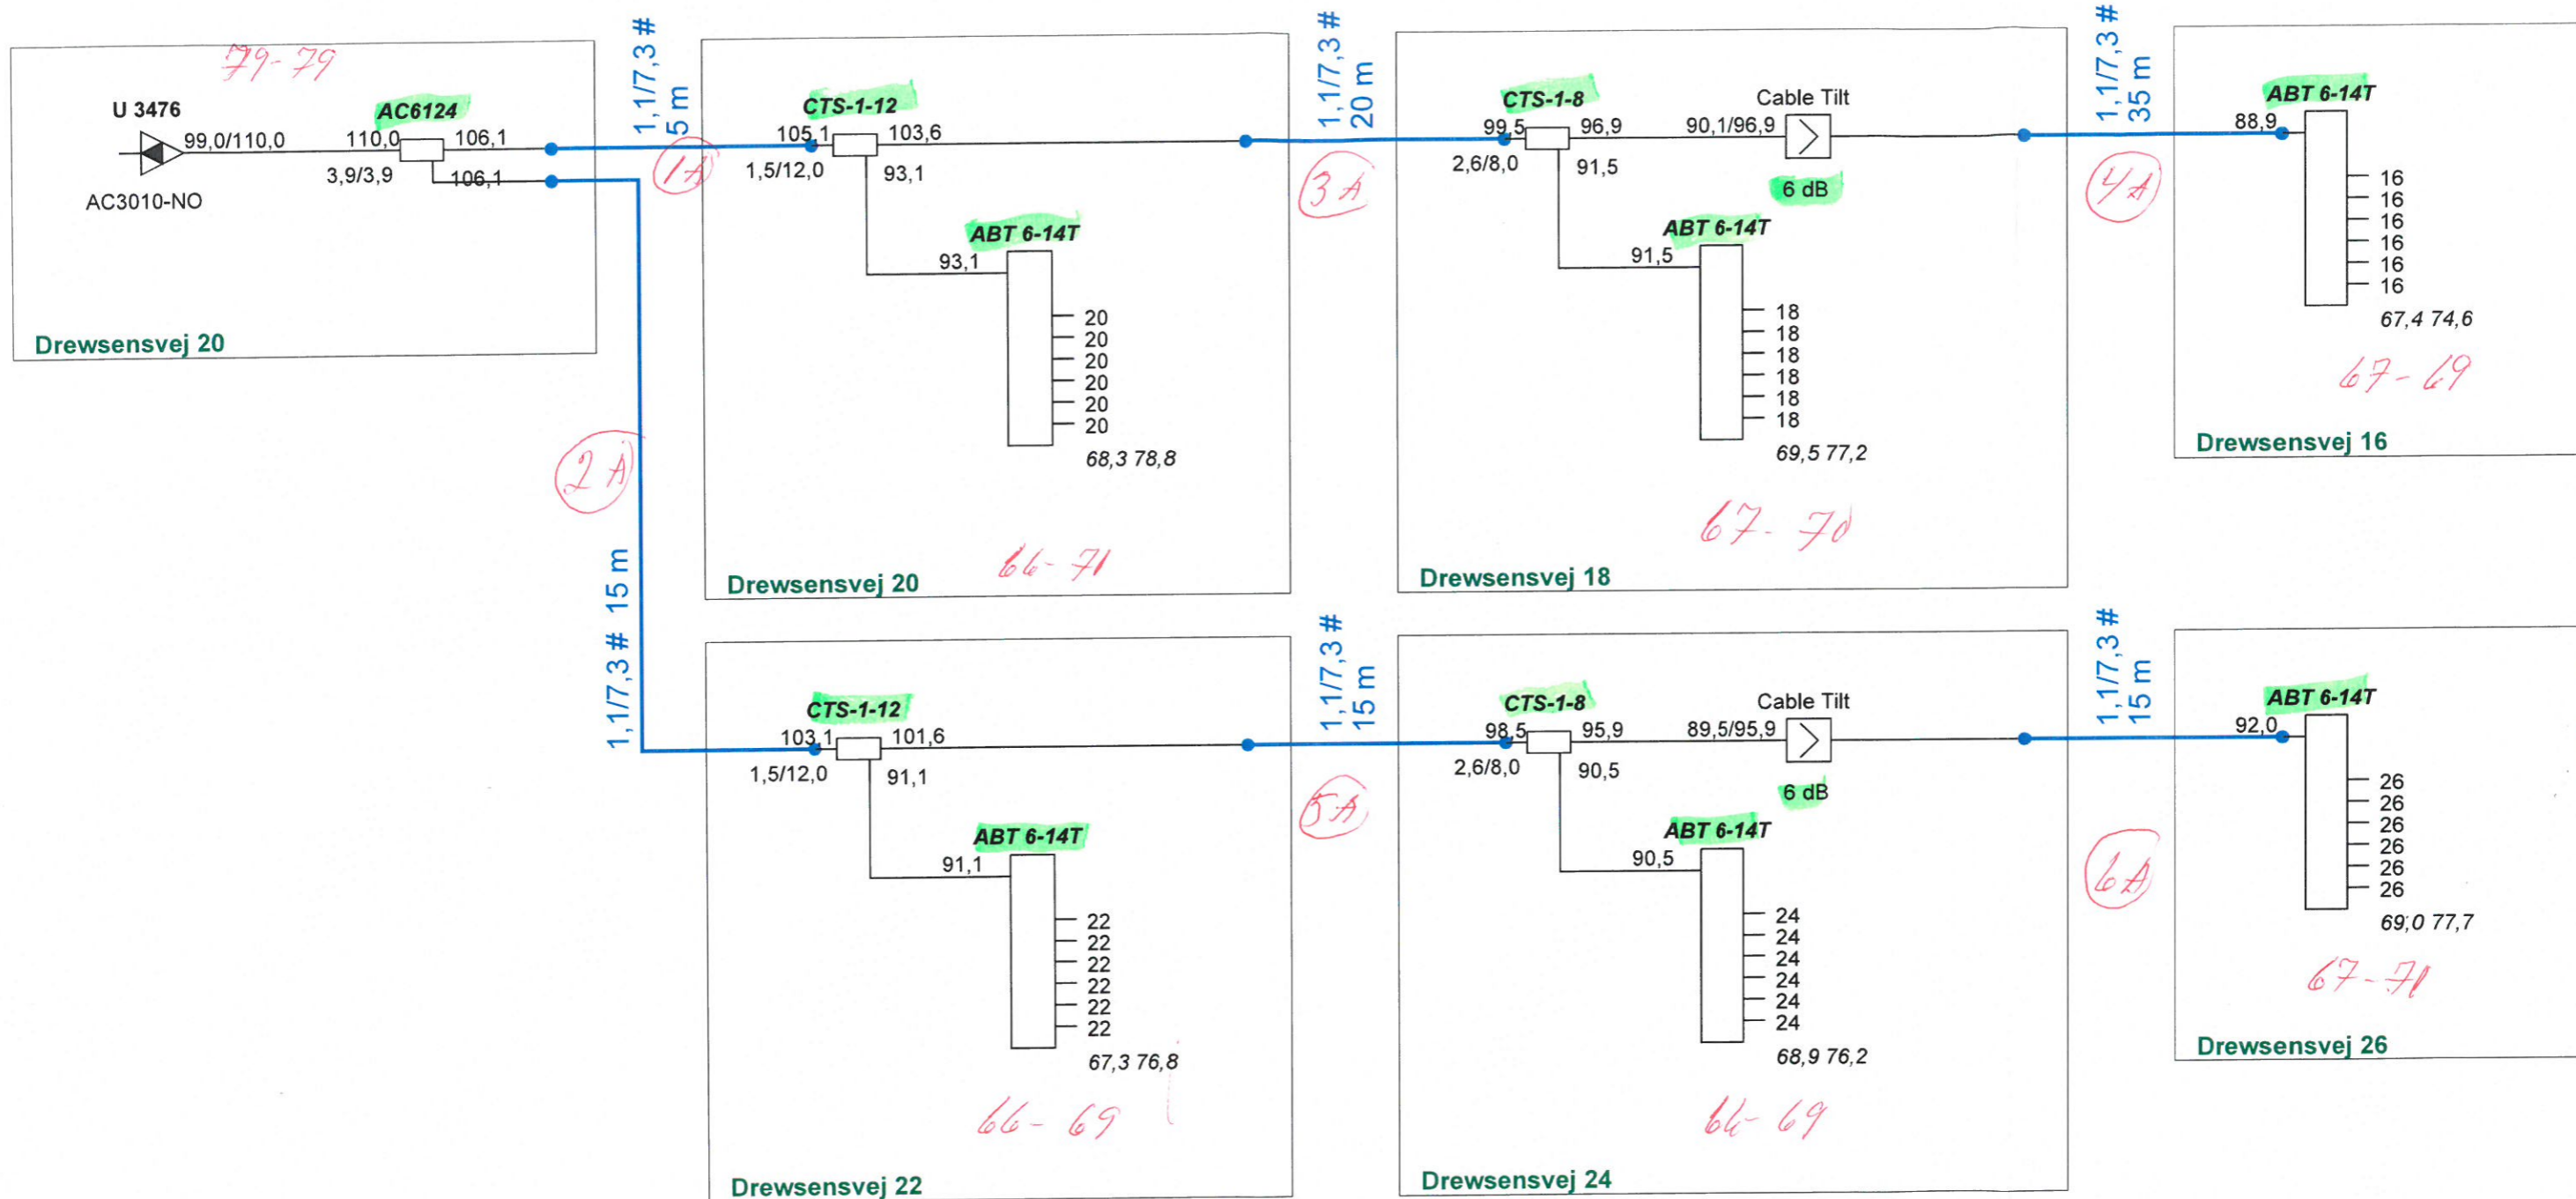 79-79
U 3476
99,0/110,0
AC3010-NO
AC6124
110,0 106,1
3,9/3,9 106,1
Drewsensvej 20
1,1/7,3 #
5 m
1A
CTS-1-12
105,1 103,6
1,5/12,0 93,1
ABT 6-14T
93,1
20
20
20
20
20
20
68,3 78,8
66-71
Drewsensvej 20
1,1/7,3 #
20 m
3A
CTS-1-8
99,5 96,9
2,6/8,0 91,5
Cable Tilt
90,1/96,9
6 dB
ABT 6-14T
91,5
18
18
18
18
18
18
69,5 77,2
67-70
Drewsensvej 18
1,1/7,3 #
35 m
4A
ABT 6-14T
88,9
16
16
16
16
16
16
67,4 74,6
67-69
Drewsensvej 16
2A
1,1/7,3 # 15 m
CTS-1-12
103,1 101,6
1,5/12,0 91,1
ABT 6-14T
91,1
22
22
22
22
22
22
67,3 76,8
66-69
Drewsensvej 22
1,1/7,3 #
15 m
5A
CTS-1-8
98,5 95,9
2,6/8,0 90,5
Cable Tilt
89,5/95,9
6 dB
ABT 6-14T
90,5
24
24
24
24
24
24
68,9 76,2
66-69
Drewsensvej 24
1,1/7,3 #
15 m
6A
ABT 6-14T
92,0
26
26
26
26
26
26
69,0 77,7
67-71
Drewsensvej 26